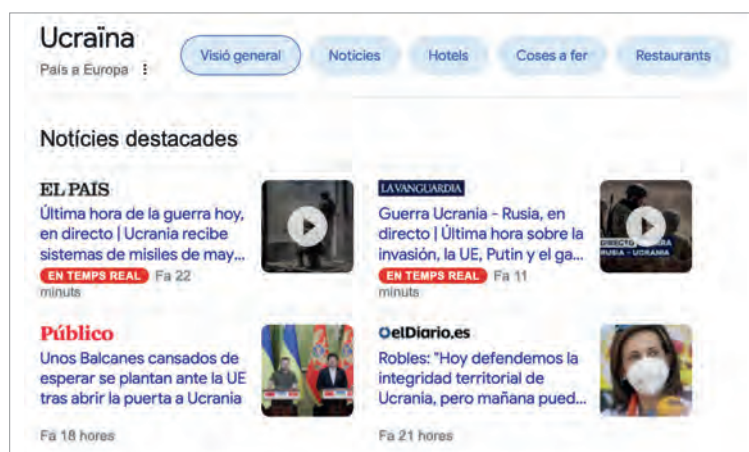 Ucraïna
País a Europa
Visió general
Notícies
Hotels
Coses a fer
Restaurants
Notícies destacades
EL PAÍS
Última hora de la guerra hoy,
en directo | Ucrania recibe
sistemas de misiles de may...
EN TEMPS REAL Fa 22
minuts
LAVANGUARDIA
Guerra Ucrania - Rusia, en
directo | Última hora sobre la
invasión, la UE, Putin y el ga...
EN TEMPS REAL Fa 11
minuts
DIRECTO
RUSIA - UCRANIA
Público
Unos Balcanes cansados de
esperar se plantan ante la UE
tras abrir la puerta a Ucrania
Fa 18 hores
elDiario.es
Robles: "Hoy defendemos la
integridad territorial de
Ucrania, pero mañana pued...
Fa 21 hores